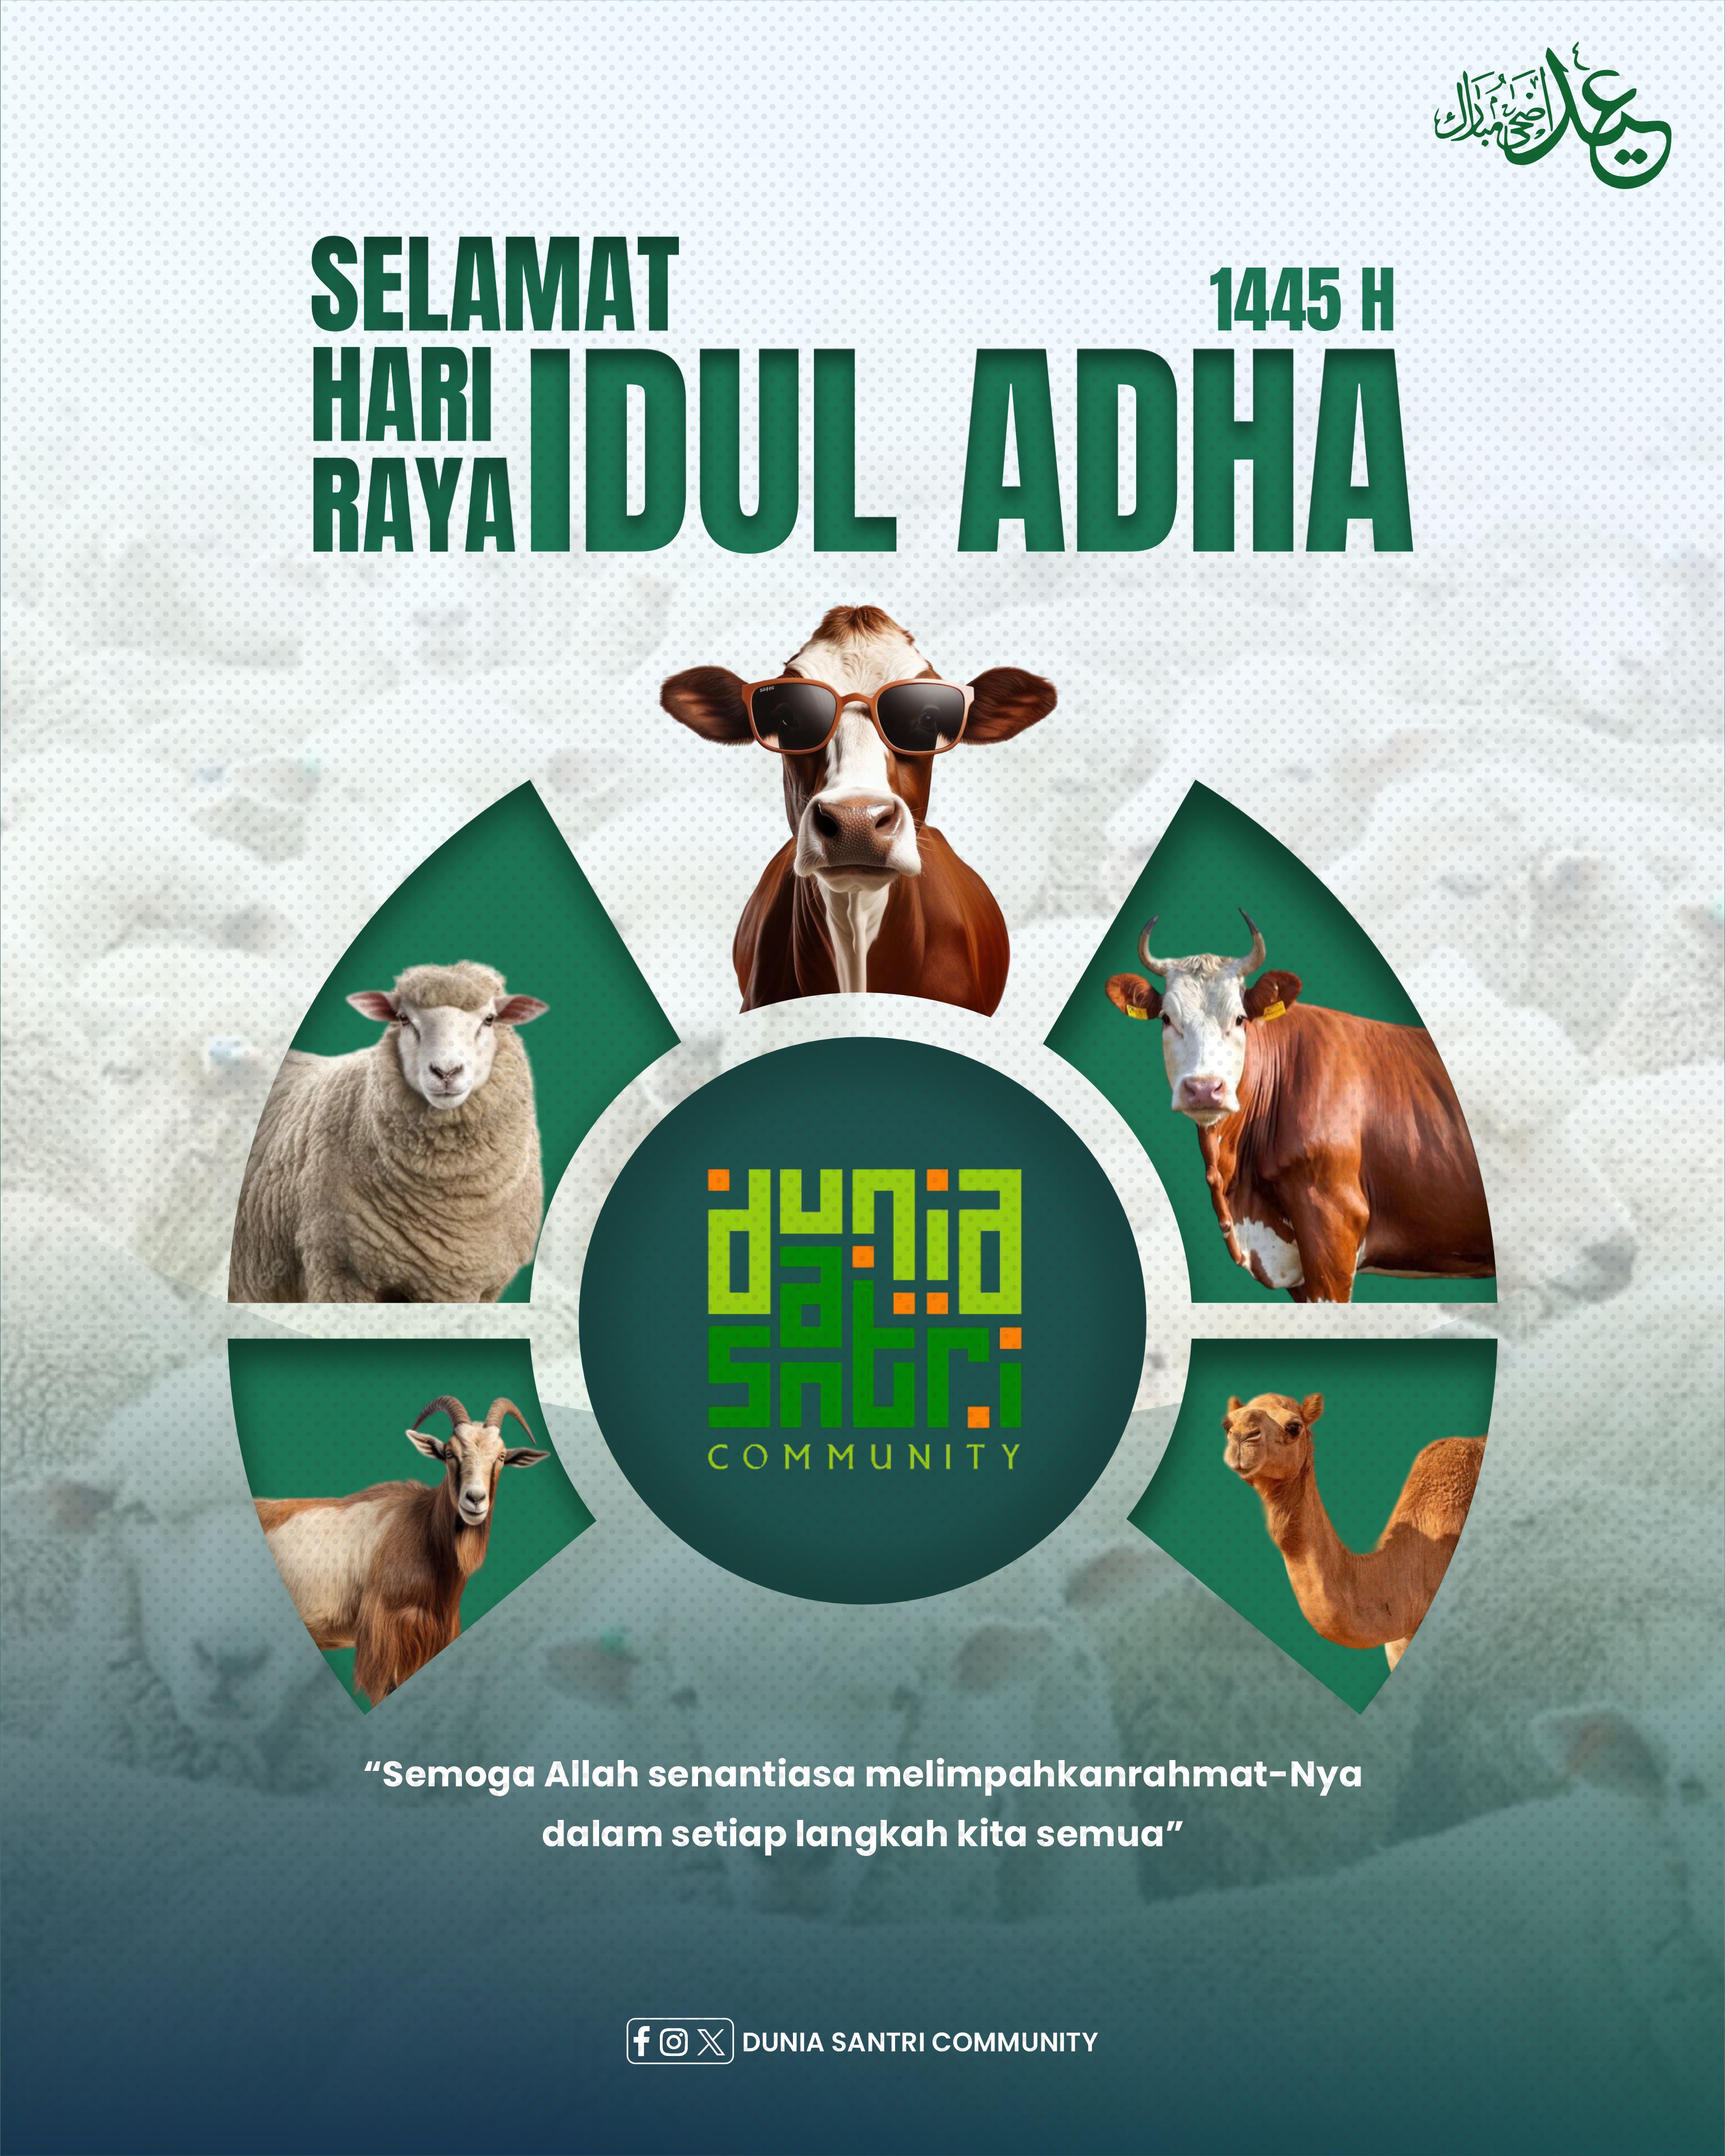 عيد اضحى مبارك
SELAMAT
1445 H
HARI
RAYA
IDUL ADHA
dunia
santri
COMMUNITY
“Semoga Allah senantiasa melimpahkanrahmat-Nya
dalam setiap langkah kita semua”
DUNIA SANTRI COMMUNITY